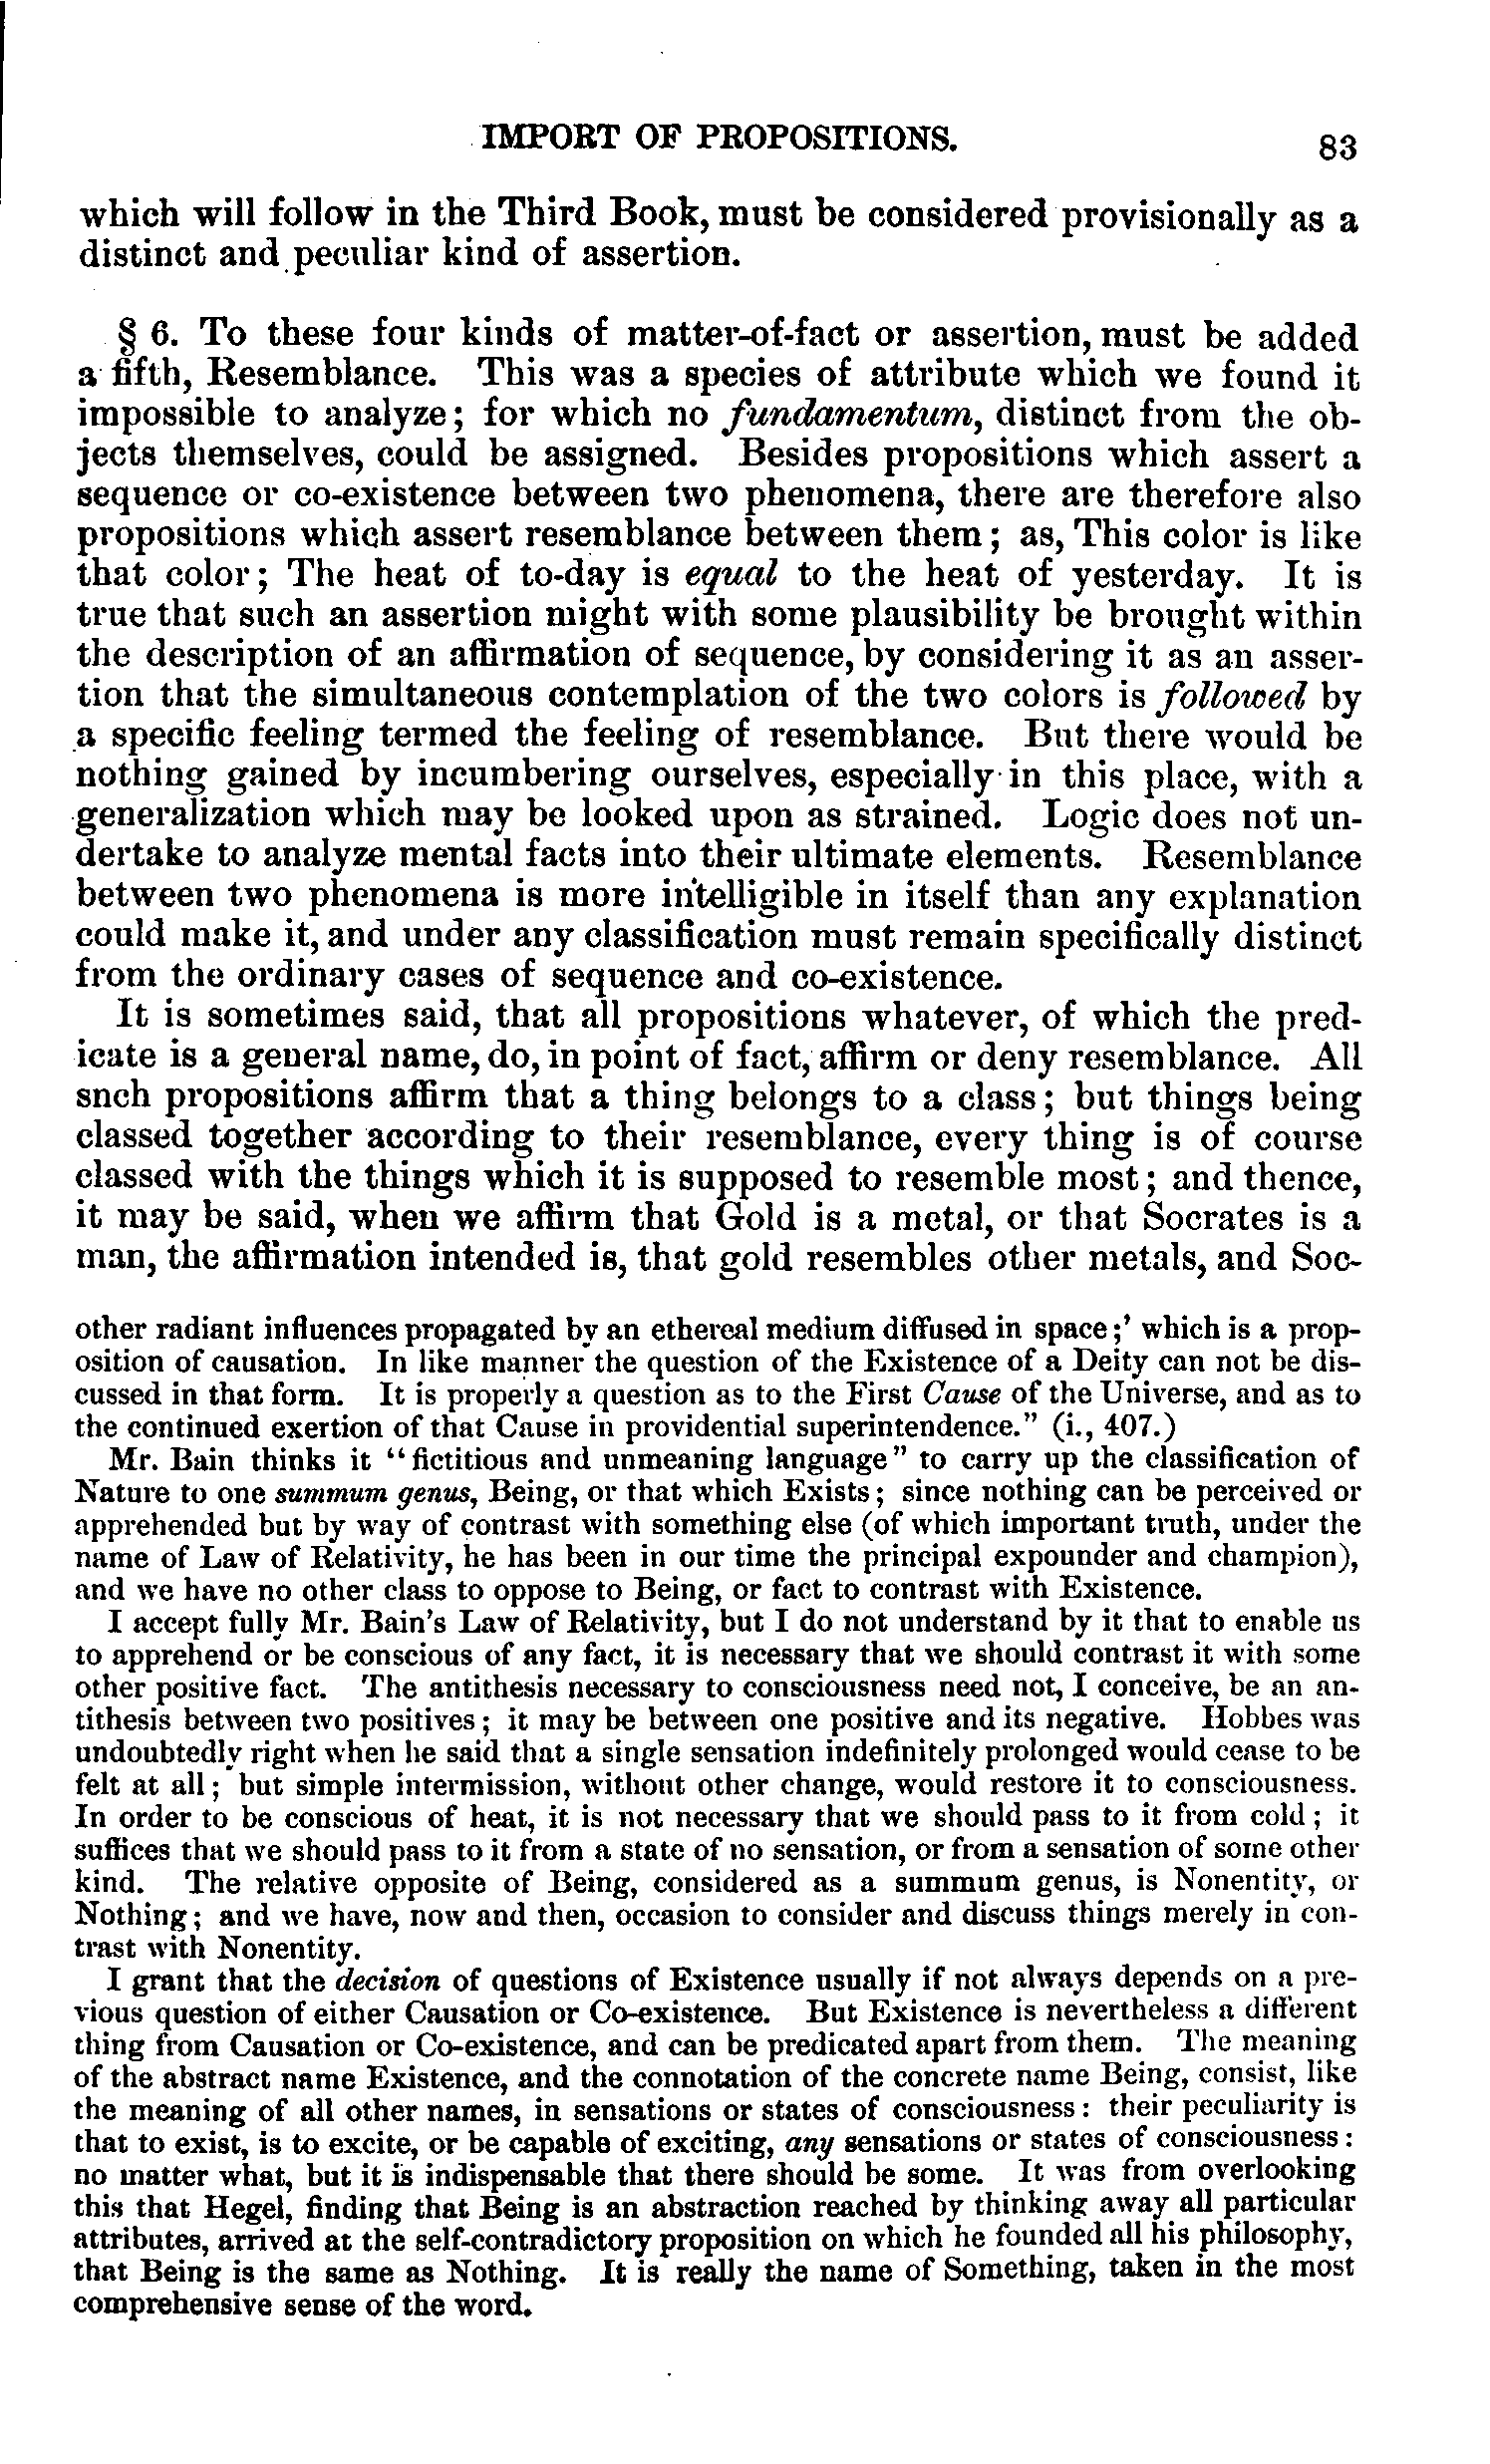 IMPORT OF PROPOSITIONS. 83
which will follow in the Third Book, must be considered provisionally as a
distinct and peculiar kind of assertion.
§ 6. To these four kinds of matter-of-fact or assertion, must be added
a fifth, Resemblance. This was a species of attribute which we found it
impossible to analyze; for which no fundamentum, distinct from the ob-
jects themselves, could be assigned. Besides propositions which assert a
sequence or co-existence between two phenomena, there are therefore also
propositions which assert resemblance between them; as, This color is like
that color; The heat of to-day is equal to the heat of yesterday. It is
true that such an assertion might with some plausibility be brought within
the description of an affirmation of sequence, by considering it as an asser-
tion that the simultaneous contemplation of the two colors is followed by
a specific feeling termed the feeling of resemblance. But there would be
nothing gained by incumbering ourselves, especially in this place, with a
generalization which may be looked upon as strained. Logic does not un-
dertake to analyze mental facts into their ultimate elements. Resemblance
between two phenomena is more intelligible in itself than any explanation
could make it, and under any classification must remain specifically distinct
from the ordinary cases of sequence and co-existence.
It is sometimes said, that all propositions whatever, of which the pred-
icate is a general name, do, in point of fact, affirm or deny resemblance. All
snch propositions affirm that a thing belongs to a class; but things being
classed together according to their resemblance, every thing is of course
classed with the things which it is supposed to resemble most; and thence,
it may be said, when we affirm that Gold is a metal, or that Socrates is a
man, the affirmation intended is, that gold resembles other metals, and Soc-
other radiant influences propagated by an ethereal medium diffused in space;' which is a prop-
osition of causation. In like manner the question of the Existence of a Deity can not be dis-
cussed in that form. It is properly a question as to the First Cause of the Universe, and as to
the continued exertion of that Cause in providential superintendence." (i., 407.)
Mr. Bain thinks it "fictitious and unmeaning language" to carry up the classification of
Nature to one summum genus, Being, or that which Exists; since nothing can be perceived or
apprehended but by way of contrast with something else (of which important truth, under the
name of Law of Relativity, he has been in our time the principal expounder and champion),
and we have no other class to oppose to Being, or fact to contrast with Existence.
I accept fully Mr. Bain's Law of Relativity, but I do not understand by it that to enable us
to apprehend or be conscious of any fact, it is necessary that we should contrast it with some
other positive fact. The antithesis necessary to consciousness need not, I conceive, be an an-
tithesis between two positives; it may be between one positive and its negative. Hobbes was
undoubtedly right when he said that a single sensation indefinitely prolonged would cease to be
felt at all; but simple intermission, without other change, would restore it to consciousness.
In order to be conscious of heat, it is not necessary that we should pass to it from cold; it
suffices that we should pass to it from a state of no sensation, or from a sensation of some other
kind. The relative opposite of Being, considered as a summum genus, is Nonentity, or
Nothing; and we have, now and then, occasion to consider and discuss things merely in con-
trast with Nonentity.
I grant that the decision of questions of Existence usually if not always depends on a pre-
vious question of either Causation or Co-existence. But Existence is nevertheless a different
thing from Causation or Co-existence, and can be predicated apart from them. The meaning
of the abstract name Existence, and the connotation of the concrete name Being, consist, like
the meaning of all other names, in sensations or states of consciousness: their peculiarity is
that to exist, is to excite, or be capable of exciting, any sensations or states of consciousness:
no matter what, but it is indispensable that there should be some. It was from overlooking
this that Hegel, finding that Being is an abstraction reached by thinking away all particular
attributes, arrived at the self-contradictory proposition on which he founded all his philosophy,
that Being is the same as Nothing. It is really the name of Something, taken in the most
comprehensive sense of the word.